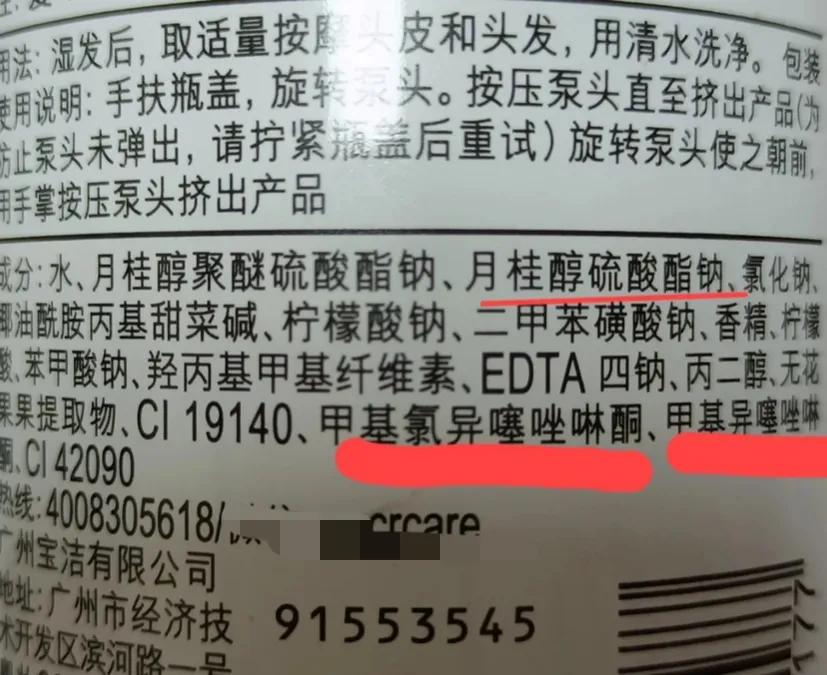 用法：湿发后，取适量按摩头皮和头发，用清水洗净。包装
使用说明：手扶瓶盖，旋转泵头。按压泵头直至挤出产品(为
防止泵头未弹出，请拧紧瓶盖后重试）旋转泵头使之朝前，
用手掌按压泵头挤出产品
成分：水、月桂醇聚醚硫酸酯钠、月桂醇硫酸酯钠、氯化钠、
椰油酰胺丙基甜菜碱、柠檬酸钠、二甲苯磺酸钠、香精、柠檬
酸、苯甲酸钠、羟丙基甲基纤维素、EDTA 四钠、丙二醇、无花
果果提取物、CI 19140、甲基氯异噻唑啉酮、甲基异噻唑啉
酮、CI 42090
热线：4008305618/
crcare
广州宝洁有限公司
地址：广州市经济技
术开发区滨河路一号
91553545